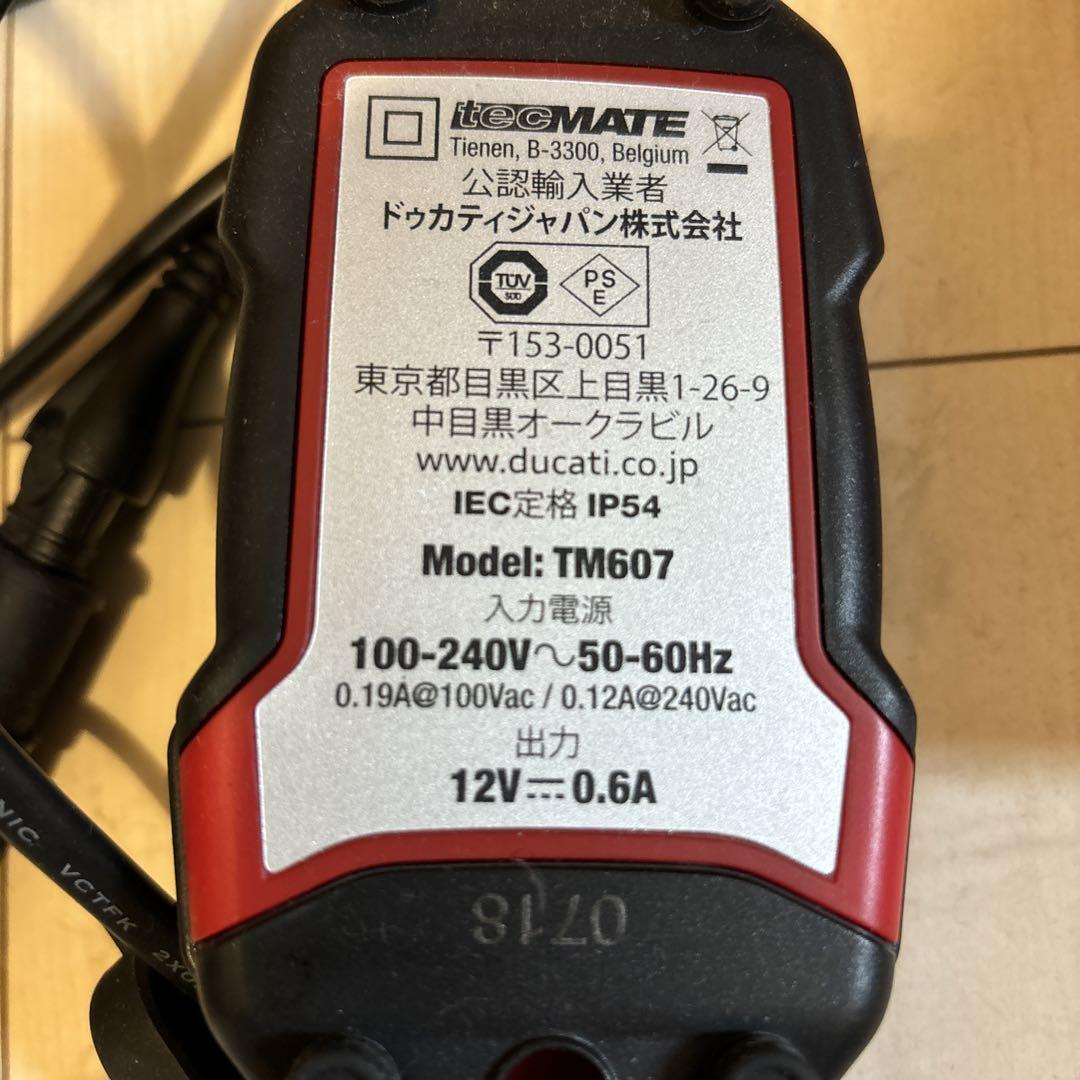 tecMATE
Tienen, B-3300, Belgium
公認輸入業者
ドゥカティジャパン株式会社
TÜV
PS
E
〒153-0051
東京都目黒区上目黒1-26-9
中目黒オークラビル
www.ducati.co.jp
IEC定格 IP54
Model: TM607
入力電源
100-240V～50-60Hz
0.19A@100Vac / 0.12A@240Vac
出力
12V⎓0.6A
0718
NIC VCTFK